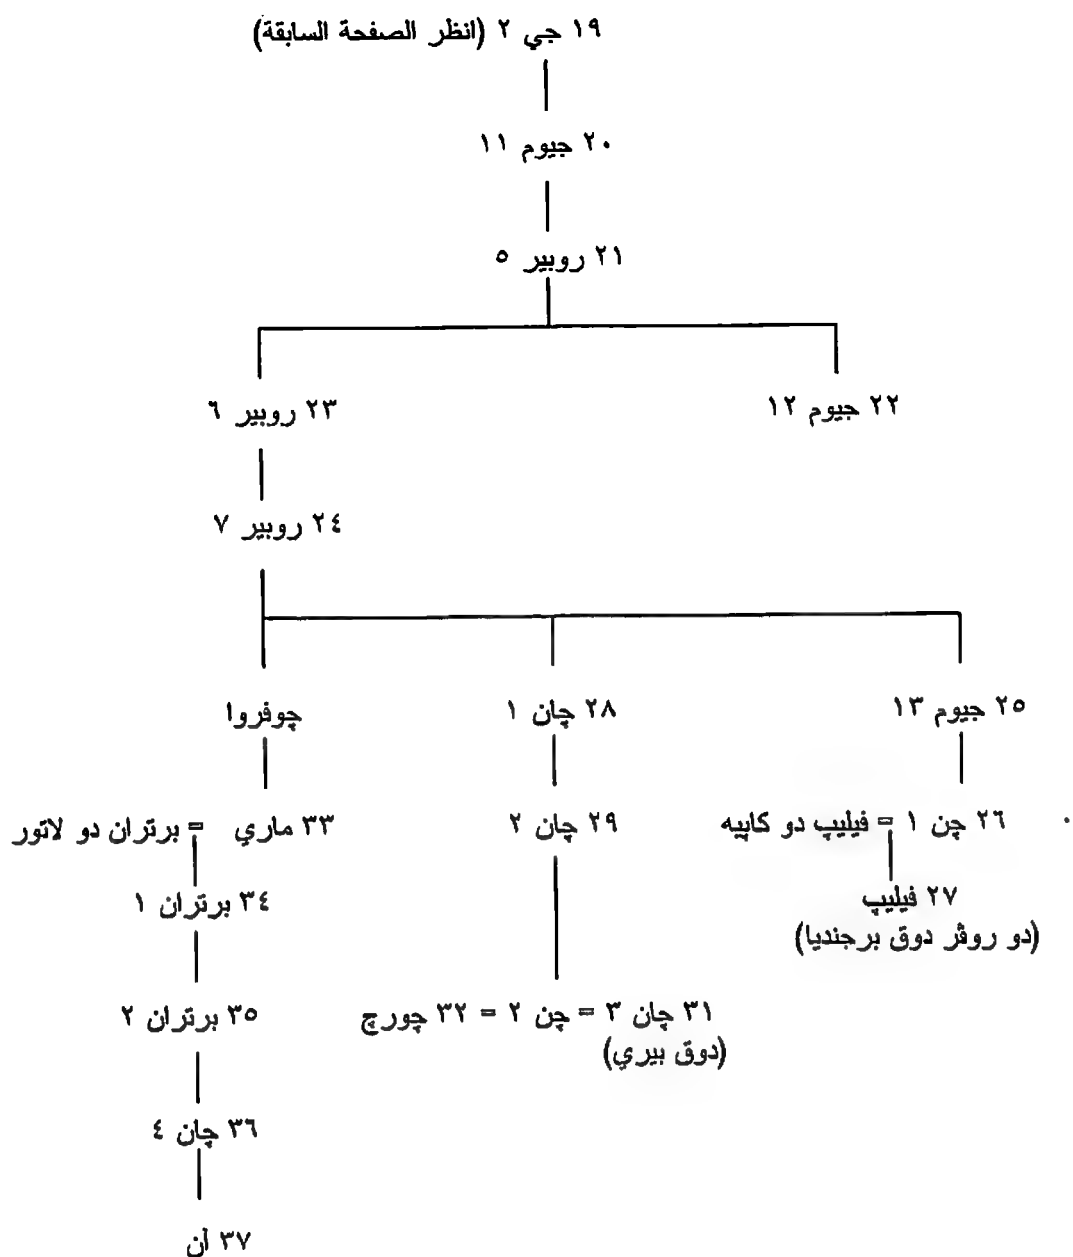 ١٩ جي ٢ (انظر الصفحة السابقة)
٢٠ جيوم ١١
٢١ روبير ٥
٢٢ جيوم ١٢
٢٣ روبير ٦
٢٤ روبير ٧
٢٥ جيوم ١٣
٢٨ چان ١
چوفروا
٢٦ چن ١ = فيليپ دو كاپيه
٢٩ چان ٢
٣٣ ماري = برتران دو لاتور
٢٧ فيليپ
(دو روڤر دوق برجنديا)
٣٤ برتران ١
٣١ چان ٣ = چن ٢ = ٣٢ چورچ
(دوق بيري)
٣٥ برتران ٢
٣٦ چان ٤
٣٧ آن